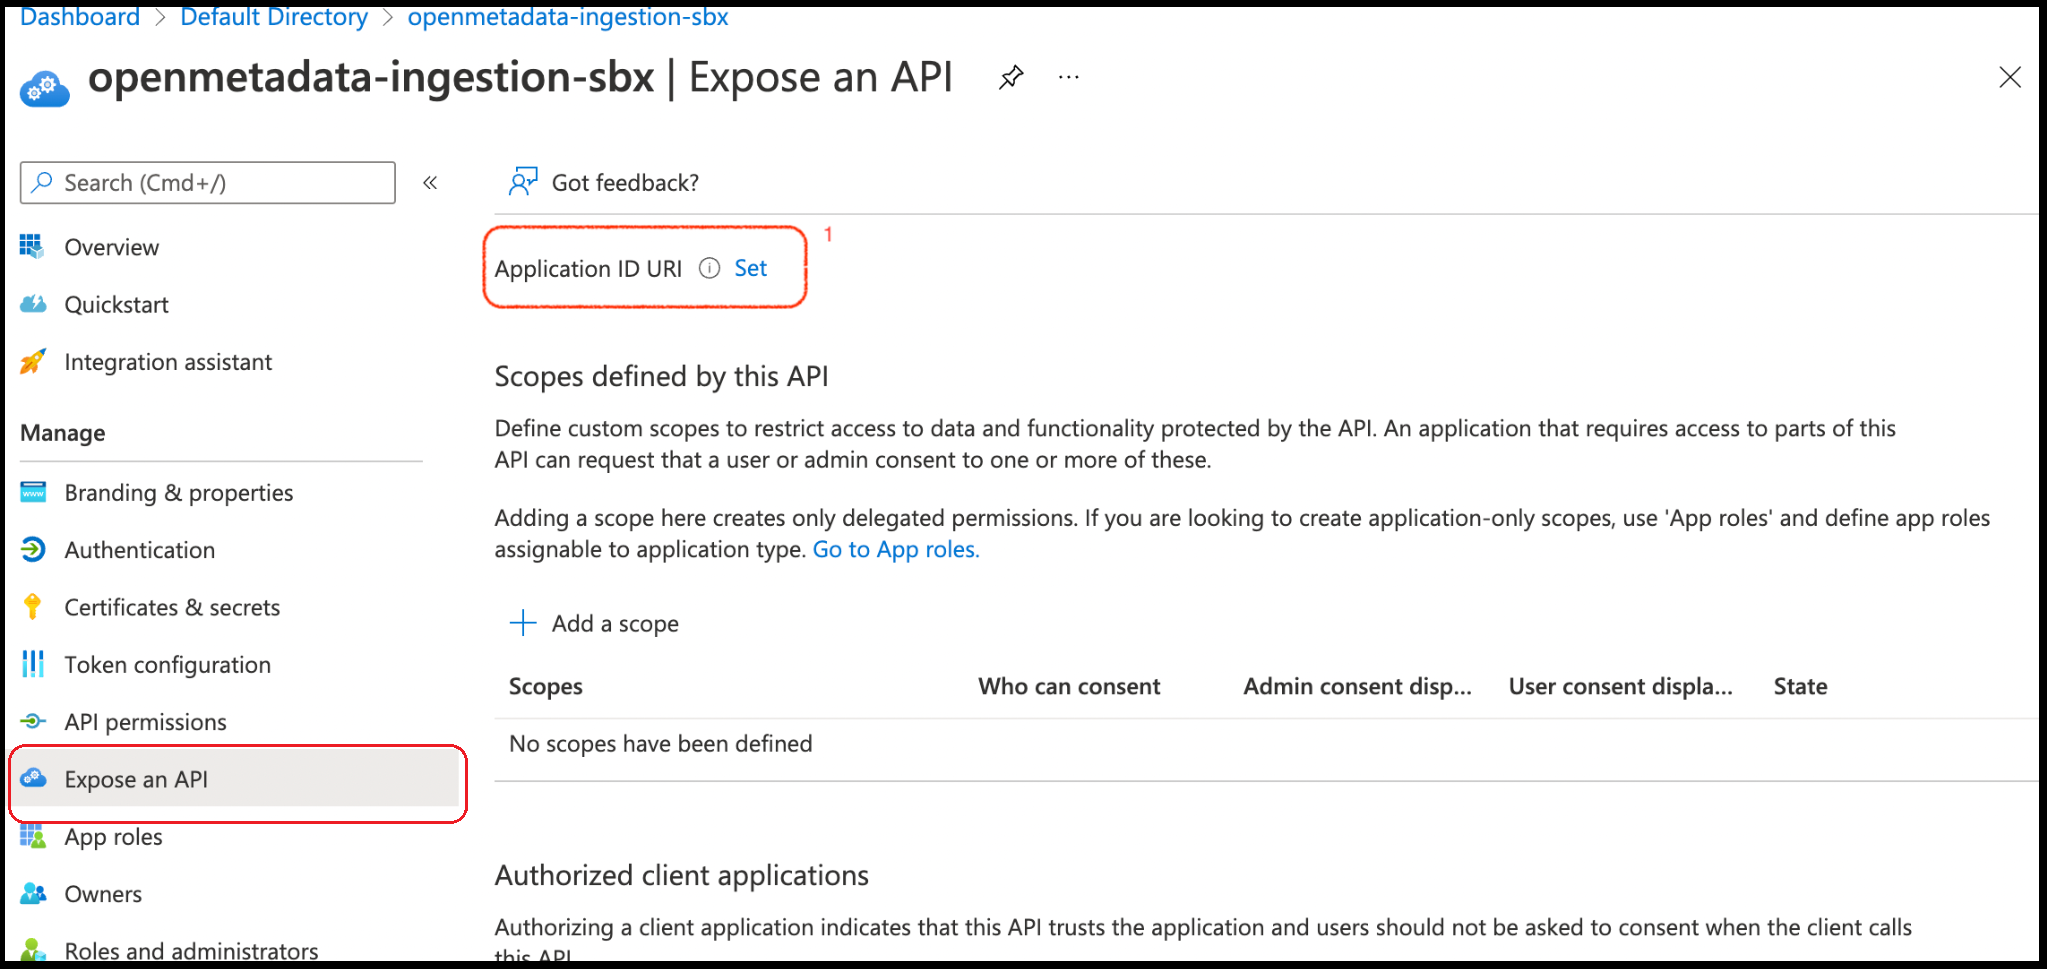 Dashboard > Default Directory > openmetadata-ingestion-sbx
openmetadata-ingestion-sbx | Expose an API
Search (Cmd+/)
«
Overview
Quickstart
Integration assistant
Manage
Branding & properties
Authentication
Certificates & secrets
Token configuration
API permissions
Expose an API
App roles
Owners
Roles and administrators
Got feedback?
Application ID URI Set
1
Scopes defined by this API
Define custom scopes to restrict access to data and functionality protected by the API. An application that requires access to parts of this
API can request that a user or admin consent to one or more of these.
Adding a scope here creates only delegated permissions. If you are looking to create application-only scopes, use 'App roles' and define app roles
assignable to application type. Go to App roles.
Add a scope
Scopes Who can consent Admin consent disp... User consent displa... State
No scopes have been defined
Authorized client applications
Authorizing a client application indicates that this API trusts the application and users should not be asked to consent when the client calls
this API.